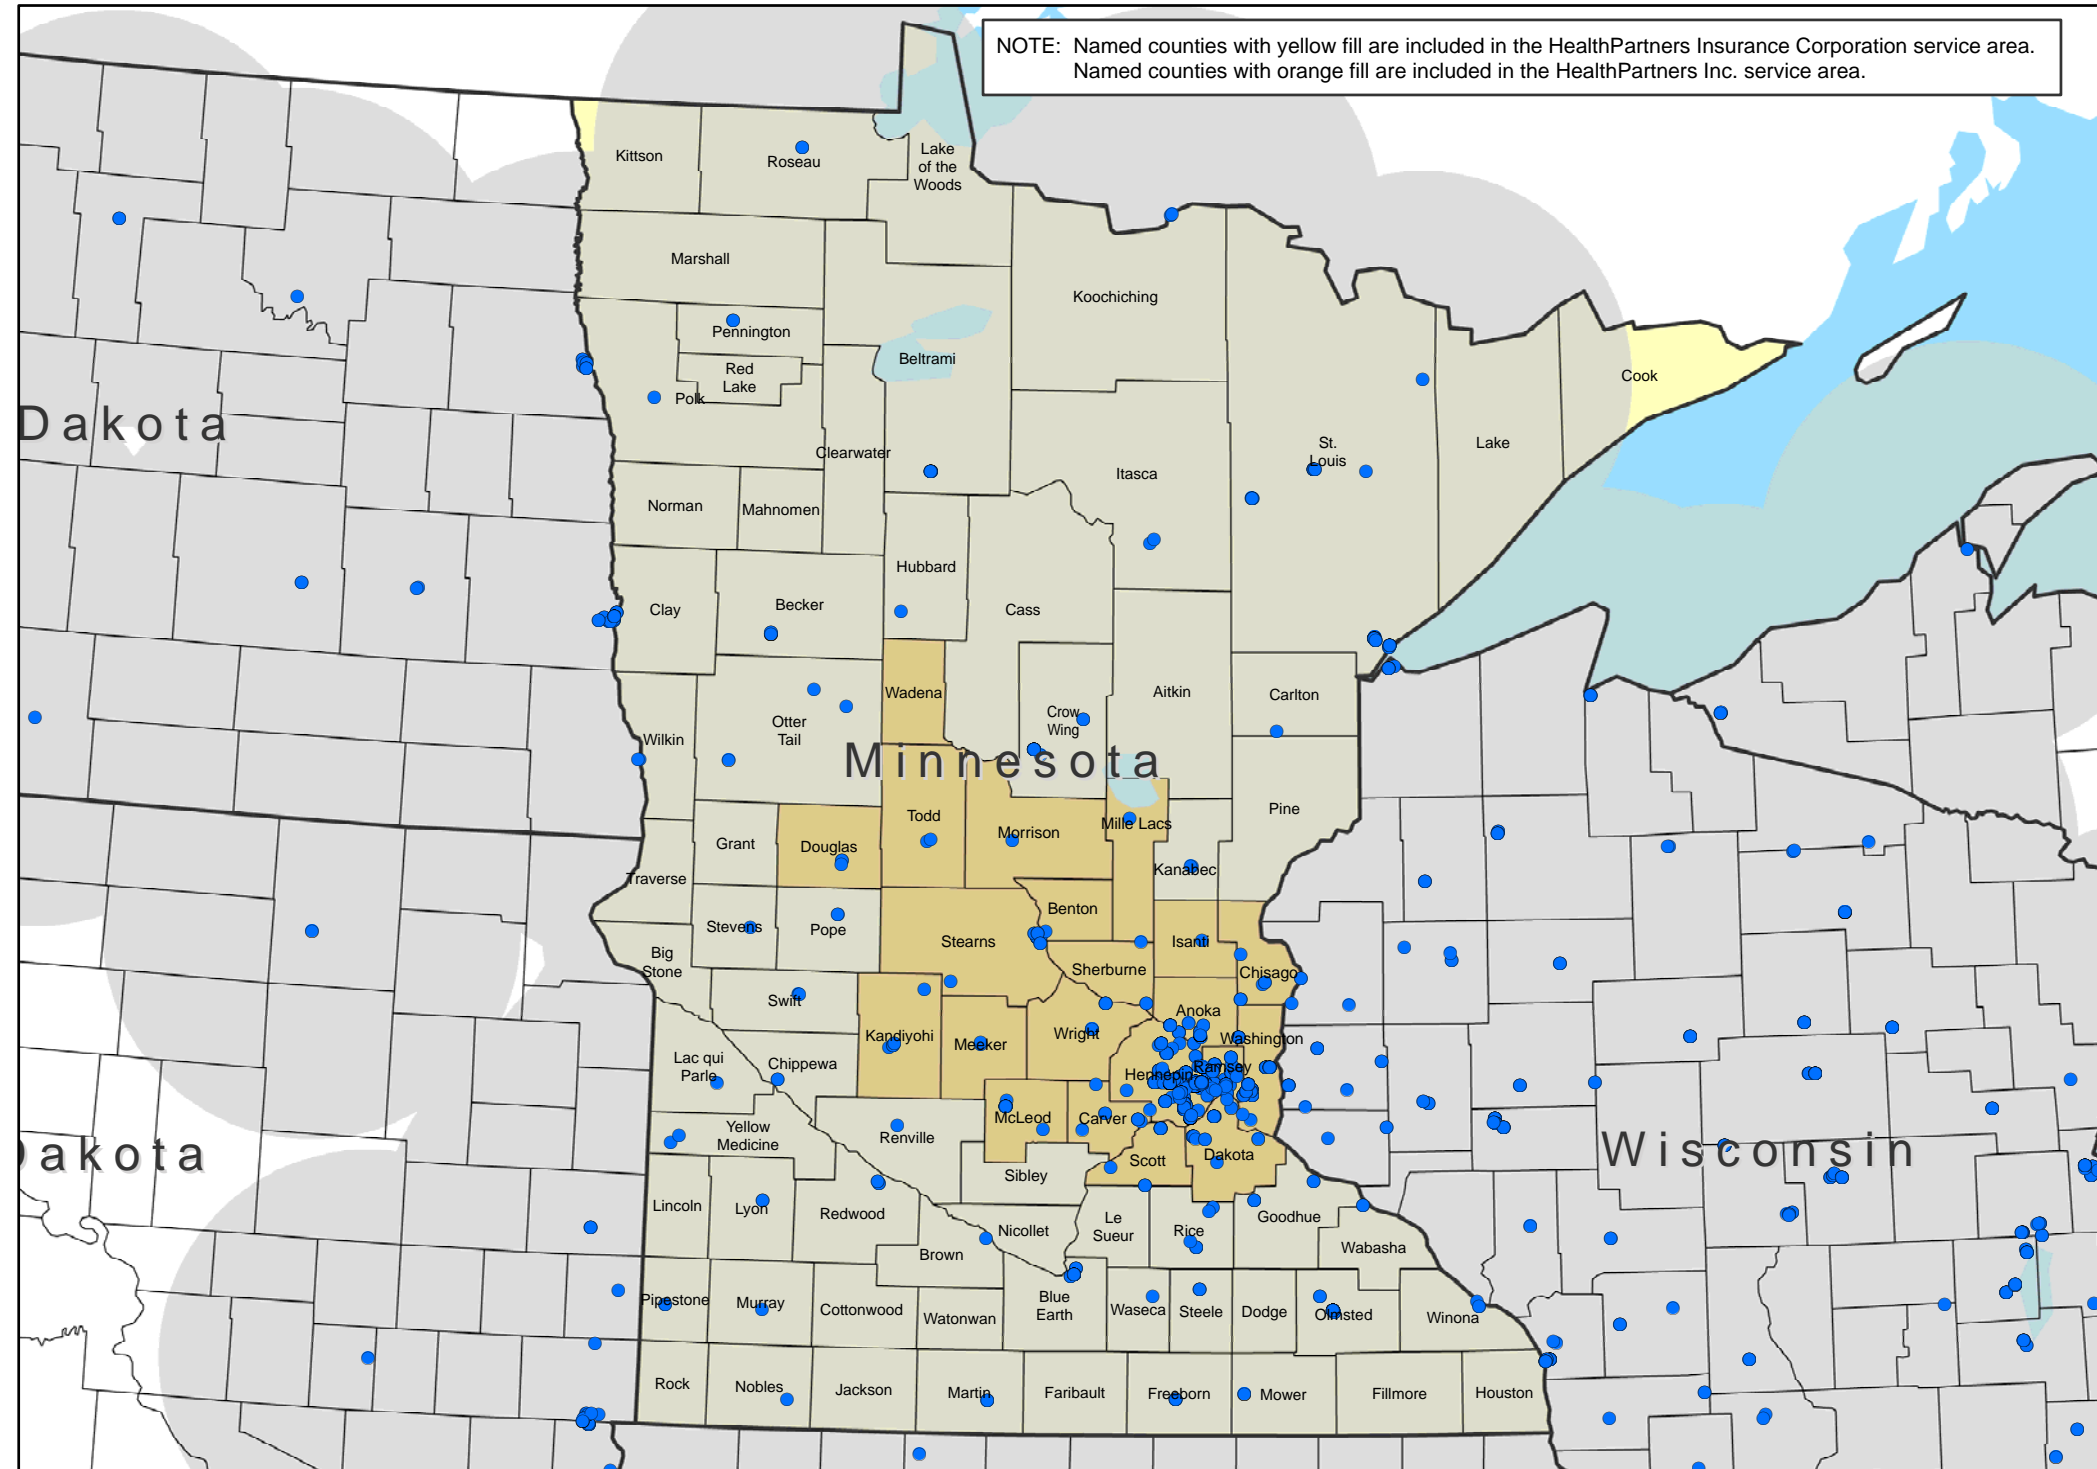 NOTE: Named counties with yellow fill are included in the HealthPartners Insurance Corporation service area.
Named counties with orange fill are included in the HealthPartners Inc. service area.
Kittson
Roseau
Lake
of the
Woods
Marshall
Koochiching
Pennington
Beltrami
Red
Lake
Polk
Cook
Dakota
Clearwater
St.
Louis
Lake
Itasca
Norman
Mahnomen
Hubbard
Clay
Becker
Cass
Wadena
Aitkin
Carlton
Otter
Tail
Crow
Wing
Wilkin
Minnesota
Pine
Todd
Morrison
Mille Lacs
Grant
Douglas
Kanabec
Traverse
Benton
Stevens
Pope
Stearns
Isanti
Big
Stone
Sherburne
Chisago
Swift
Anoka
Kandiyohi
Meeker
Wright
Washington
Lac qui
Parle
Chippewa
Hennepin
Ramsey
McLeod
Carver
Yellow
Medicine
Renville
Dakota
Wisconsin
akota
Scott
Sibley
Lincoln
Lyon
Redwood
Nicollet
Le
Sueur
Rice
Goodhue
Brown
Wabasha
Pipestone
Murray
Cottonwood
Watonwan
Blue
Earth
Waseca
Steele
Dodge
Olmsted
Winona
Rock
Nobles
Jackson
Martin
Faribault
Freeborn
Mower
Fillmore
Houston